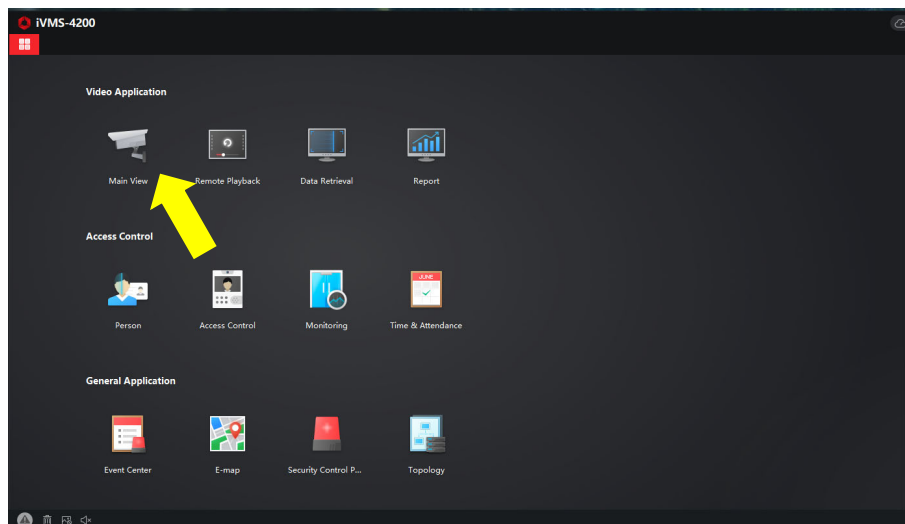 iVMS-4200
Video Application
Main View Remote Playback Data Retrieval Report
Access Control
JUNE
Person Access Control Monitoring Time & Attendance
General Application
Event Center E-map Security Control P... Topology